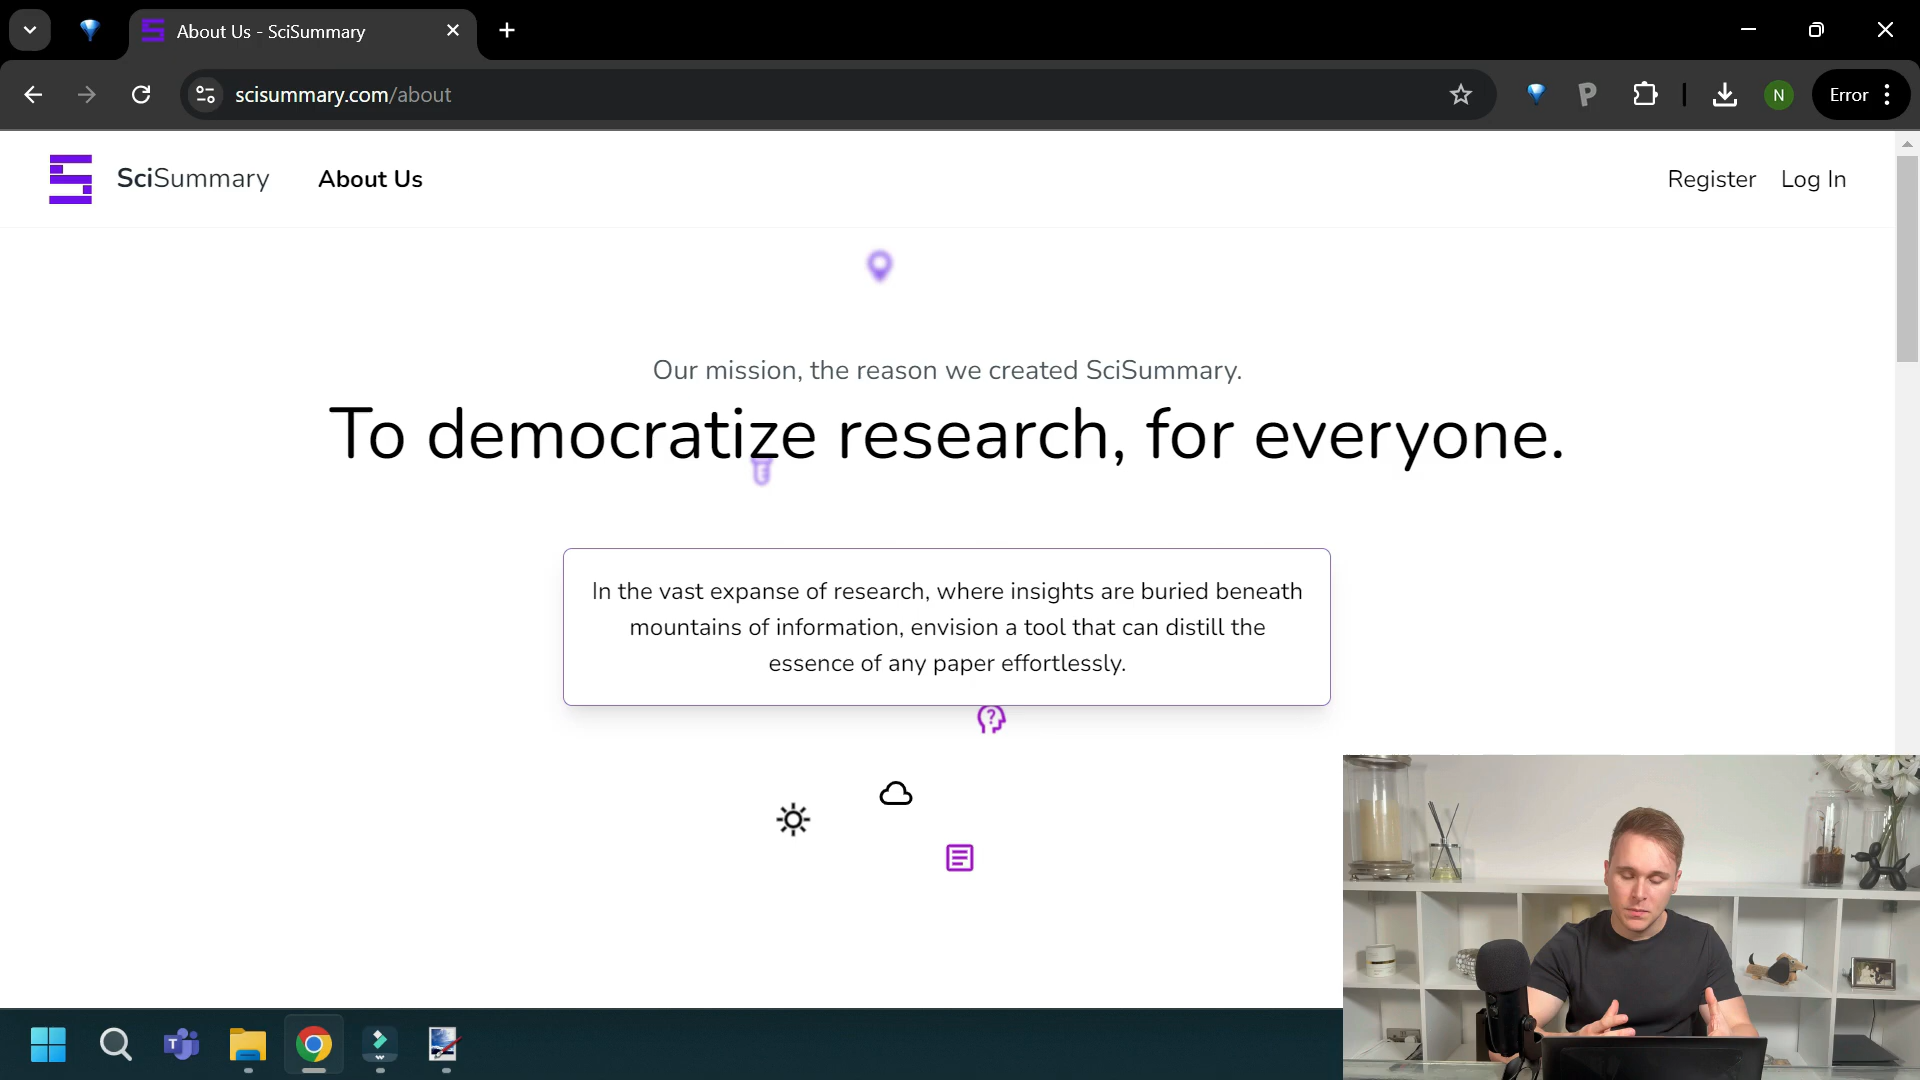 About Us - SciSummary
scisummary.com/about
P
N
Error
SciSummary
About Us
Register
Log In
Our mission, the reason we created SciSummary.
To democratize research, for everyone.
In the vast expanse of research, where insights are buried beneath
mountains of information, envision a tool that can distill the
essence of any paper effortlessly.
T